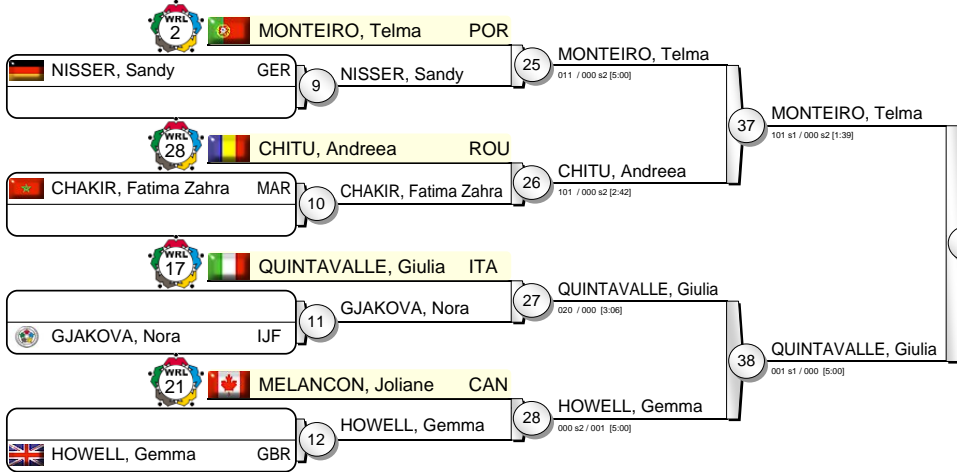 WRL
2
MONTEIRO, Telma POR
NISSER, Sandy GER
9
NISSER, Sandy
25
MONTEIRO, Telma
011 / 000 s2 [5:00]
WRL
28
CHITU, Andreea ROU
CHAKIR, Fatima Zahra MAR
10
CHAKIR, Fatima Zahra
26
CHITU, Andreea
101 / 000 s2 [2:42]
37
MONTEIRO, Telma
101 s1 / 000 s2 [1:39]
WRL
17
QUINTAVALLE, Giulia ITA
GJAKOVA, Nora IJF
11
GJAKOVA, Nora
27
QUINTAVALLE, Giulia
020 / 000 [3:06]
WRL
21
MELANCON, Joliane CAN
HOWELL, Gemma GBR
12
HOWELL, Gemma
28
HOWELL, Gemma
000 s2 / 001 [5:00]
38
QUINTAVALLE, Giulia
001 s1 / 000 [5:00]